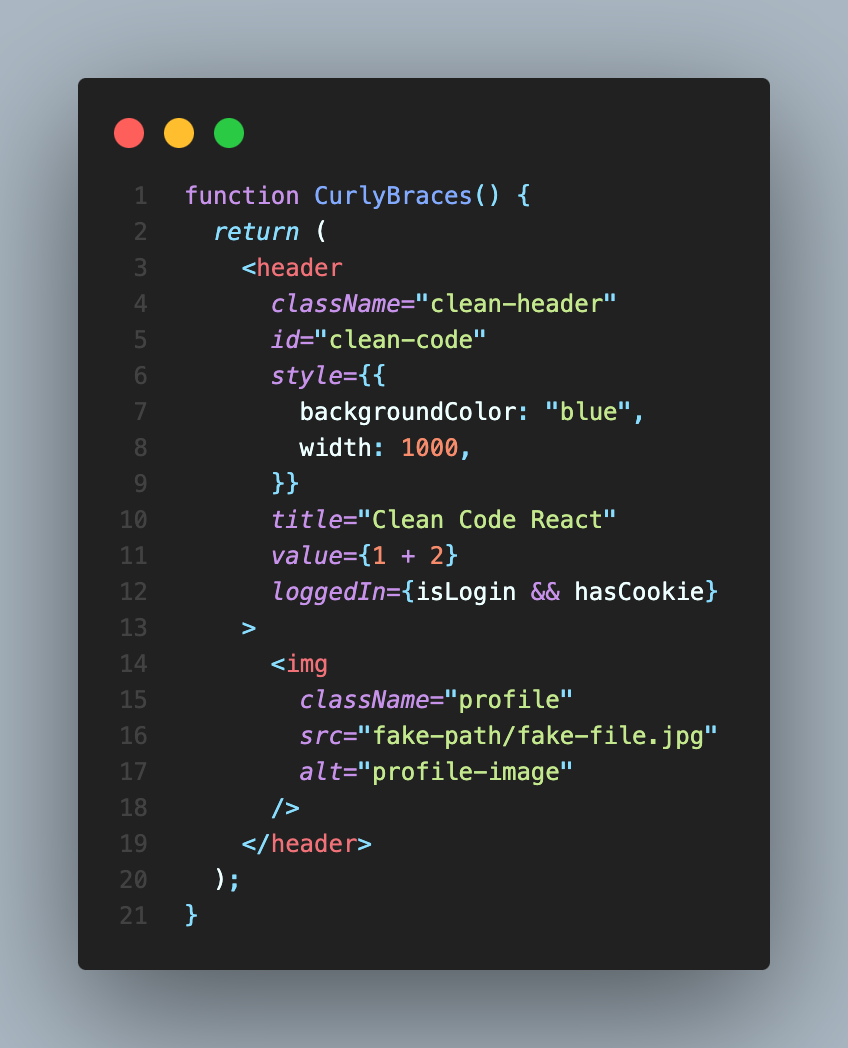 1 function CurlyBraces() {
2   return (
3     <header
4       className="clean-header"
5       id="clean-code"
6       style={{
7         backgroundColor: "blue",
8         width: 1000,
9       }}
10       title="Clean Code React"
11       value={1 + 2}
12       loggedIn={isLogin && hasCookie}
13     >
14       <img
15         className="profile"
16         src="fake-path/fake-file.jpg"
17         alt="profile-image"
18       />
19     </header>
20   );
21 }